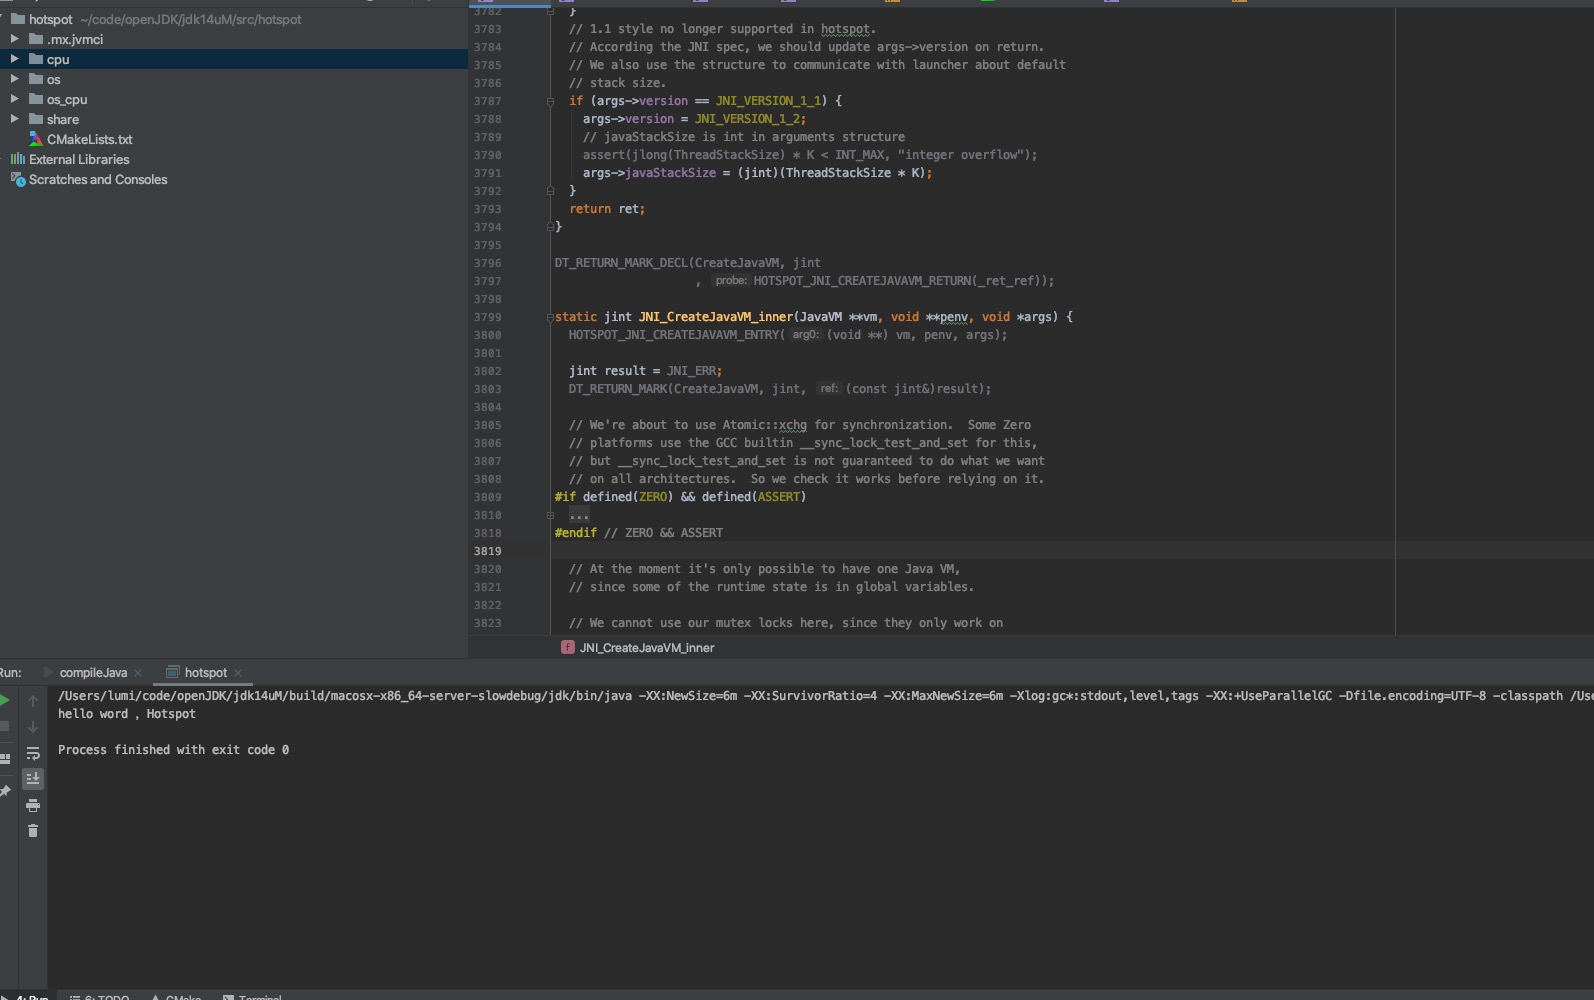 hotspot ~/code/openJDK/jdk14uM/src/hotspot
.mx.jvmci
cpu
os
os_cpu
share
CMakeLists.txt
External Libraries
Scratches and Consoles
3782 }
3783 // 1.1 style no longer supported in hotspot.
3784 // According the JNI spec, we should update args->version on return.
3785 // We also use the structure to communicate with launcher about default
3786 // stack size.
3787 if (args->version == JNI_VERSION_1_1) {
3788 args->version = JNI_VERSION_1_2;
3789 // javaStackSize is int in arguments structure
3790 assert(jlong(ThreadStackSize) * K < INT_MAX, "integer overflow");
3791 args->javaStackSize = (jint)(ThreadStackSize * K);
3792 }
3793 return ret;
3794 }
3795
3796 DT_RETURN_MARK_DECL(CreateJavaVM, jint
3797 , probe: HOTSPOT_JNI_CREATEJAVAVM_RETURN(_ret_ref));
3798
3799 static jint JNI_CreateJavaVM_inner(JavaVM **vm, void **penv, void *args) {
3800 HOTSPOT_JNI_CREATEJAVAVM_ENTRY( arg0: (void **) vm, penv, args);
3801
3802 jint result = JNI_ERR;
3803 DT_RETURN_MARK(CreateJavaVM, jint, ref: (const jint&)result);
3804
3805 // We're about to use Atomic::xchg for synchronization.  Some Zero
3806 // platforms use the GCC builtin __sync_lock_test_and_set for this,
3807 // but __sync_lock_test_and_set is not guaranteed to do what we want
3808 // on all architectures.  So we check it works before relying on it.
3809 #if defined(ZERO) && defined(ASSERT)
3810 ...
3818 #endif // ZERO && ASSERT
3819
3820 // At the moment it's only possible to have one Java VM,
3821 // since some of the runtime state is in global variables.
3822
3823 // We cannot use our mutex locks here, since they only work on
f JNI_CreateJavaVM_inner
Run: compileJava hotspot
/Users/lumi/code/openJDK/jdk14uM/build/macosx-x86_64-server-slowdebug/jdk/bin/java -XX:NewSize=6m -XX:SurvivorRatio=4 -XX:MaxNewSize=6m -Xlog:gc*:stdout,level,tags -XX:+UseParallelGC -Dfile.encoding=UTF-8 -classpath /Use
hello word , Hotspot
Process finished with exit code 0
4: Run 6: TODO CMake Terminal